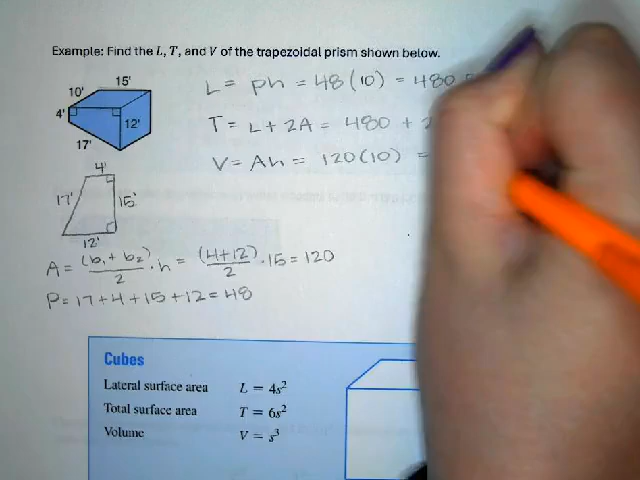 Example: Find the L, T, and V of the trapezoidal prism shown below.
15'
10'
4'
12'
17'
L = ph = 48(10) = 480
T = L + 2A = 480 +
V = Ah = 120(10) =
4'
17'
15'
12'
A = (b₁ + b₂)/2 · h = (4+12)/2 · 15 = 120
P = 17 + 4 + 15 + 12 = 48
Cubes
Lateral surface area L = 4s²
Total surface area T = 6s²
Volume V = s³